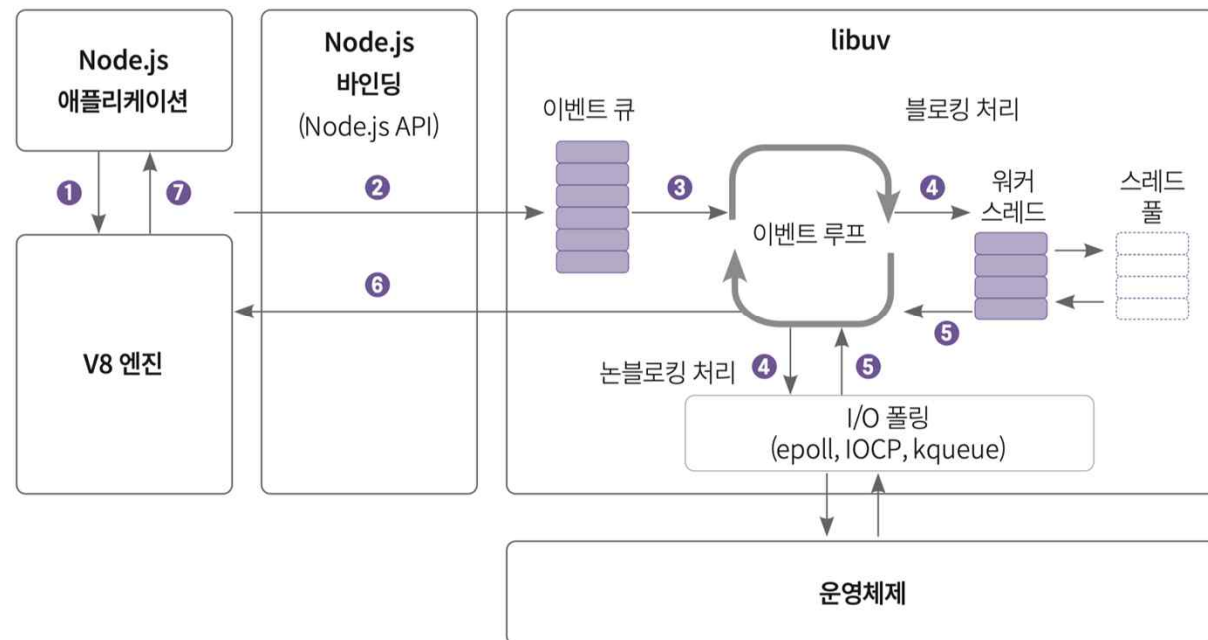 Node.js
애플리케이션
Node.js
바인딩
(Node.js API)
libuv
이벤트 큐
블로킹 처리
1
7
2
3
4
워커
스레드
스레드
풀
이벤트 루프
6
5
V8 엔진
논블로킹 처리
4
5
I/O 폴링
(epoll, IOCP, kqueue)
운영체제